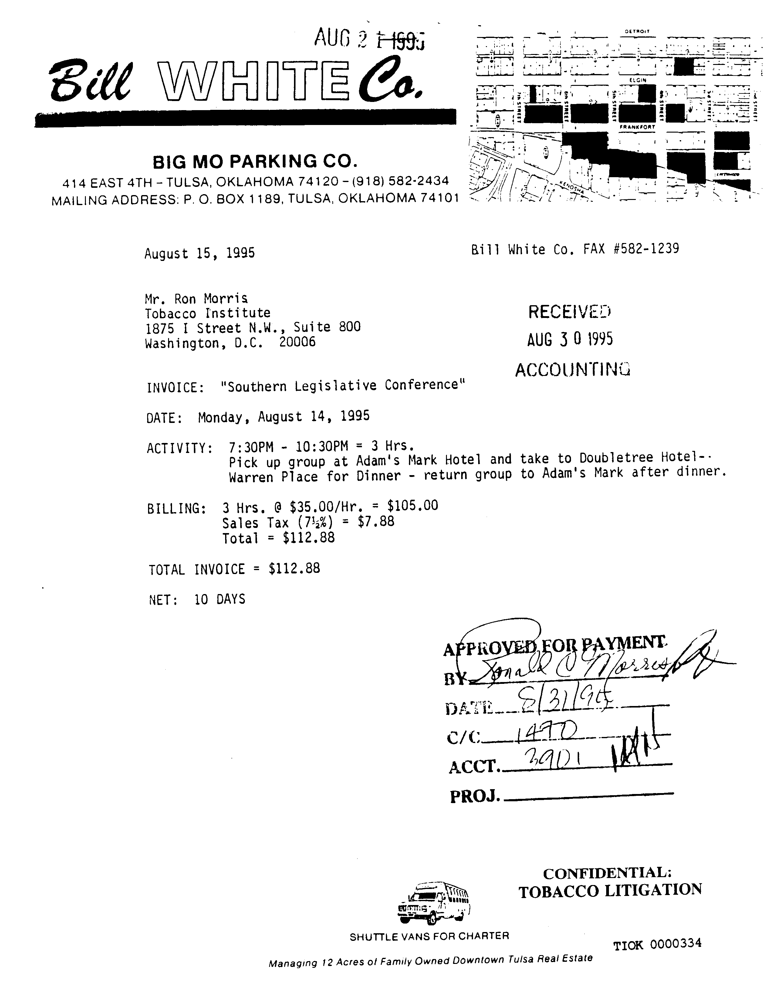 AUG 21 1995
Bill WHITE Co.
DETROIT
ELGIN
FRANKFORT
KENOSHA
BIG MO PARKING CO.
414 EAST 4TH – TULSA, OKLAHOMA 74120 – (918) 582-2434
MAILING ADDRESS: P. O. BOX 1189, TULSA, OKLAHOMA 74101
August 15, 1995
Bill White Co. FAX #582-1239
Mr. Ron Morris
Tobacco Institute
1875 I Street N.W., Suite 800
Washington, D.C. 20006
RECEIVED
AUG 30 1995
ACCOUNTING
INVOICE: "Southern Legislative Conference"
DATE: Monday, August 14, 1995
ACTIVITY: 7:30PM - 10:30PM = 3 Hrs.
Pick up group at Adam's Mark Hotel and take to Doubletree Hotel--
Warren Place for Dinner - return group to Adam's Mark after dinner.
BILLING: 3 Hrs. @ $35.00/Hr. = $105.00
Sales Tax (7½%) = $7.88
Total = $112.88
TOTAL INVOICE = $112.88
NET: 10 DAYS
APPROVED FOR PAYMENT
BY Ronald C Morris
DATE 8/31/95
C/C 1490
ACCT. 3901
PROJ.
CONFIDENTIAL:
TOBACCO LITIGATION
SHUTTLE VANS FOR CHARTER
TIOK 0000334
Managing 12 Acres of Family Owned Downtown Tulsa Real Estate